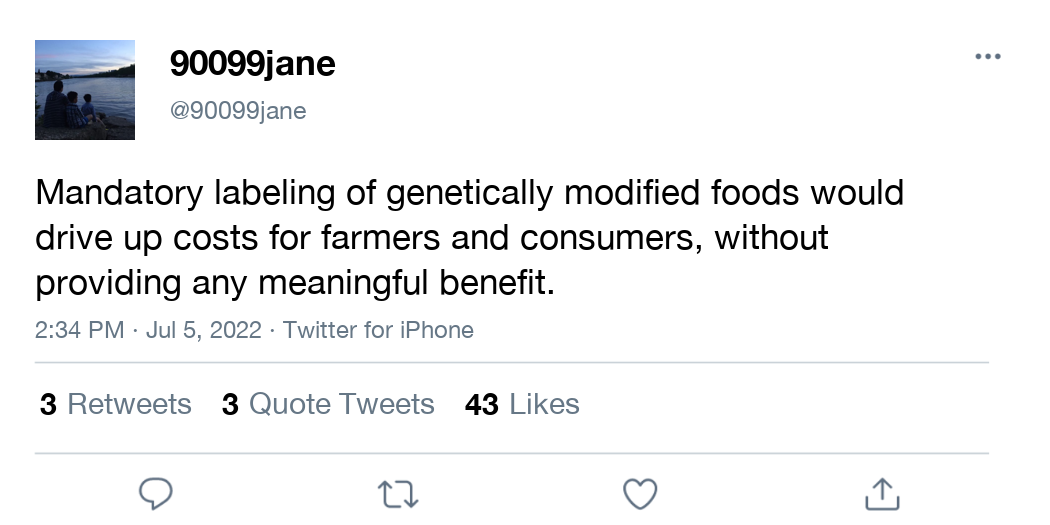 90099jane
@90099jane
Mandatory labeling of genetically modified foods would
drive up costs for farmers and consumers, without
providing any meaningful benefit.
2:34 PM · Jul 5, 2022 · Twitter for iPhone
3 Retweets 3 Quote Tweets 43 Likes